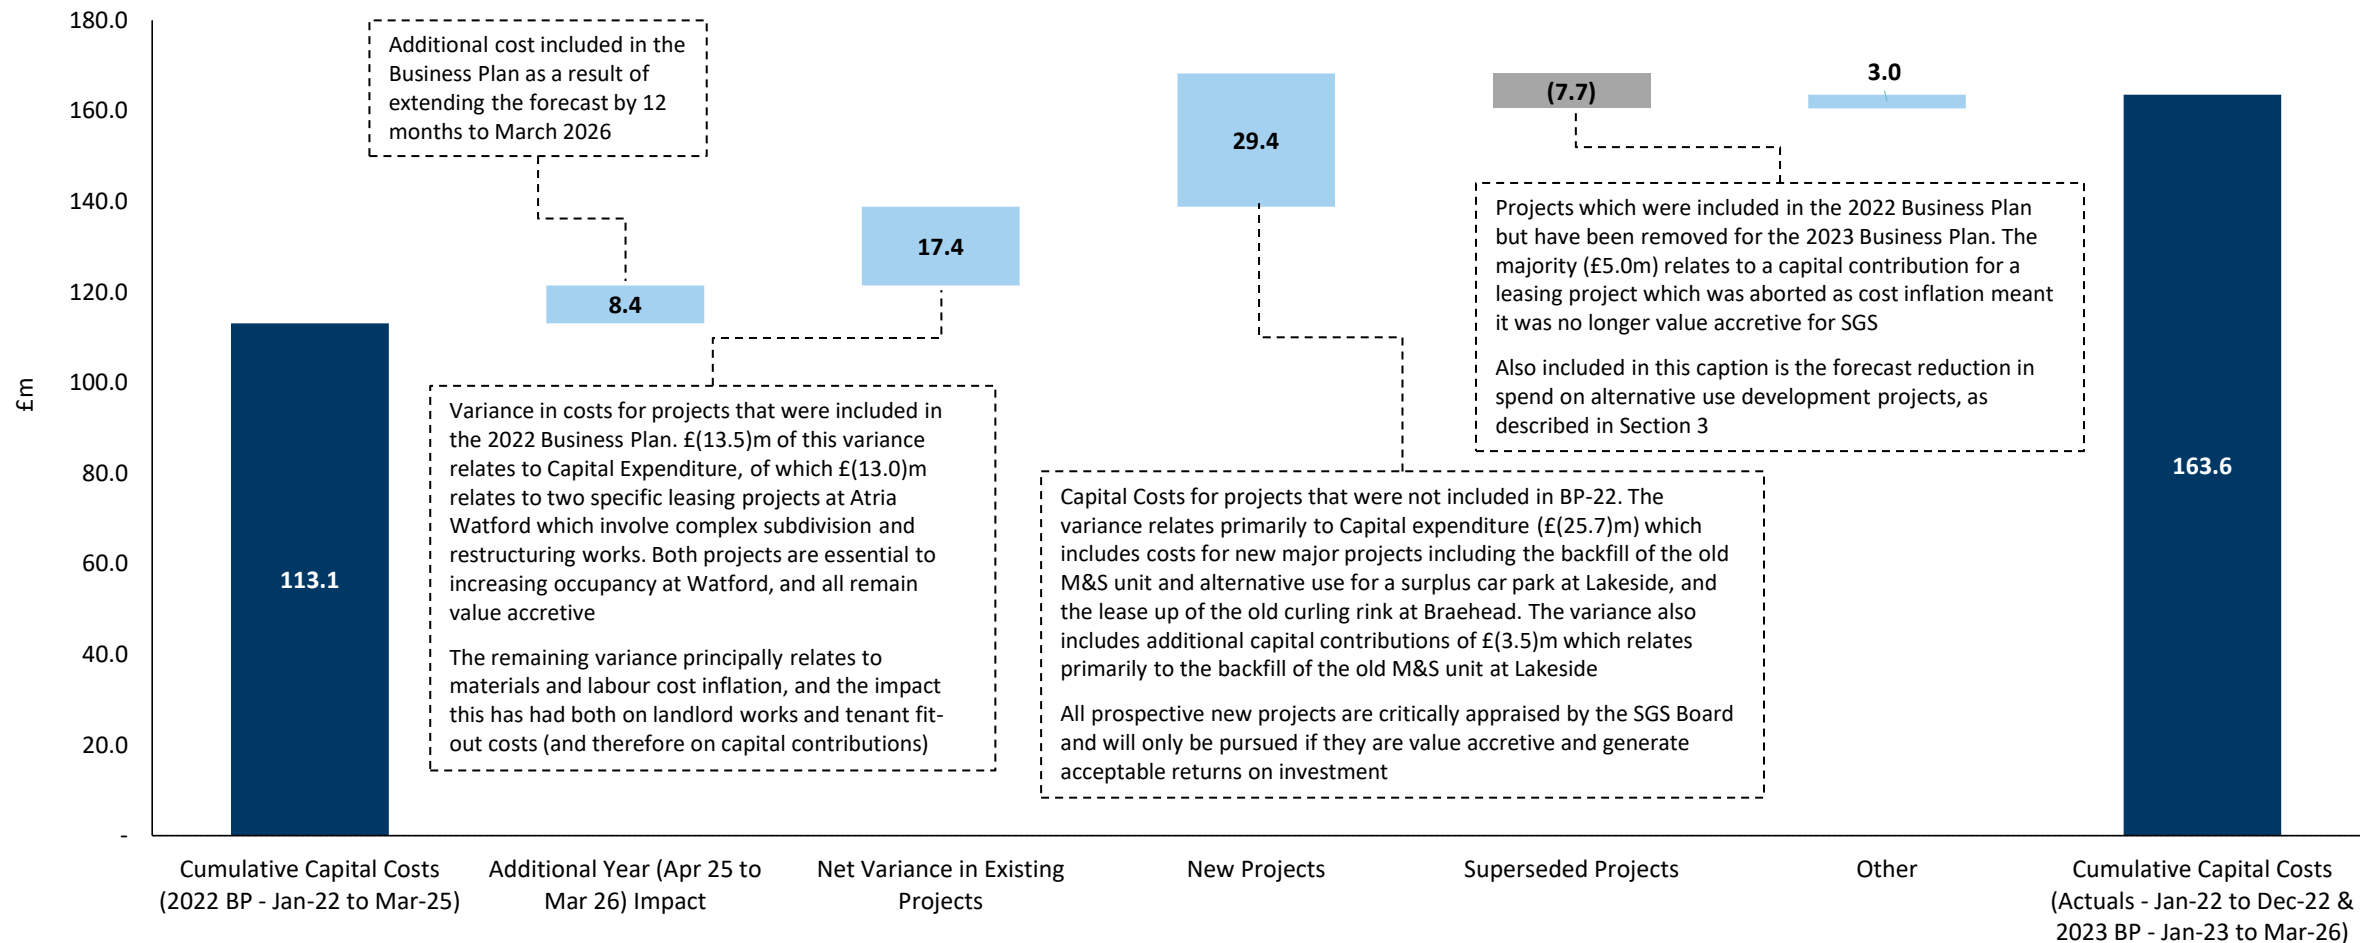 180.0
160.0
140.0
120.0
100.0
80.0
60.0
40.0
20.0
-
£m
Additional cost included in the
Business Plan as a result of
extending the forecast by 12
months to March 2026
113.1
8.4
17.4
29.4
(7.7)
3.0
163.6
Variance in costs for projects that were included in
the 2022 Business Plan. £(13.5)m of this variance
relates to Capital Expenditure, of which £(13.0)m
relates to two specific leasing projects at Atria
Watford which involve complex subdivision and
restructuring works. Both projects are essential to
increasing occupancy at Watford, and all remain
value accretive
The remaining variance principally relates to
materials and labour cost inflation, and the impact
this has had both on landlord works and tenant fit-
out costs (and therefore on capital contributions)
Capital Costs for projects that were not included in BP-22. The
variance relates primarily to Capital expenditure (£(25.7)m) which
includes costs for new major projects including the backfill of the old
M&S unit and alternative use for a surplus car park at Lakeside, and
the lease up of the old curling rink at Braehead. The variance also
includes additional capital contributions of £(3.5)m which relates
primarily to the backfill of the old M&S unit at Lakeside
All prospective new projects are critically appraised by the SGS Board
and will only be pursued if they are value accretive and generate
acceptable returns on investment
Projects which were included in the 2022 Business Plan
but have been removed for the 2023 Business Plan. The
majority (£5.0m) relates to a capital contribution for a
leasing project which was aborted as cost inflation meant
it was no longer value accretive for SGS
Also included in this caption is the forecast reduction in
spend on alternative use development projects, as
described in Section 3
Cumulative Capital Costs
(2022 BP - Jan-22 to Mar-25)
Additional Year (Apr 25 to
Mar 26) Impact
Net Variance in Existing
Projects
New Projects
Superseded Projects
Other
Cumulative Capital Costs
(Actuals - Jan-22 to Dec-22 &
2023 BP - Jan-23 to Mar-26)